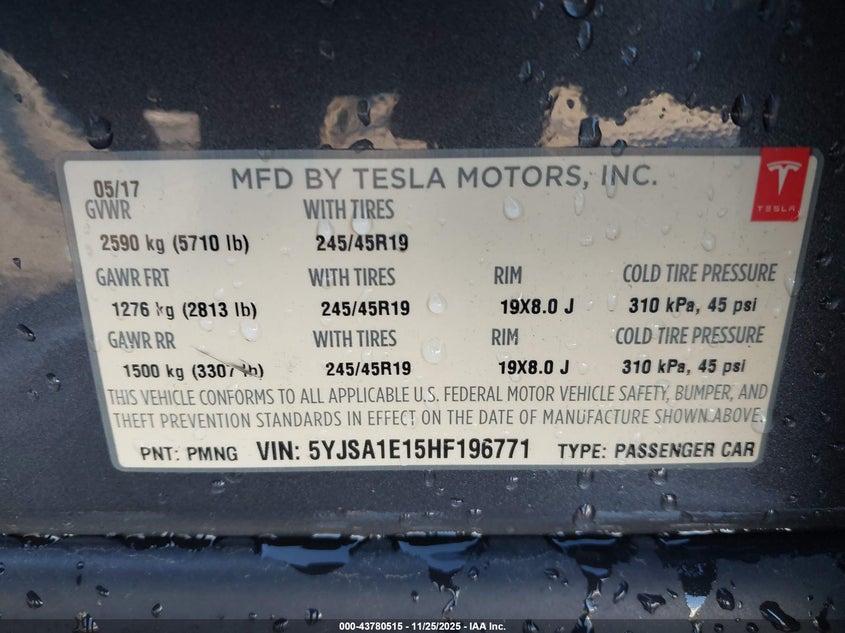 05/17 MFD BY TESLA MOTORS, INC.
TESLA
GVWR WITH TIRES
2590 kg (5710 lb) 245/45R19
GAWR FRT WITH TIRES RIM COLD TIRE PRESSURE
1276 kg (2813 lb) 245/45R19 19X8.0 J 310 kPa, 45 psi
GAWR RR WITH TIRES RIM COLD TIRE PRESSURE
1500 kg (3307 lb) 245/45R19 19X8.0 J 310 kPa, 45 psi
THIS VEHICLE CONFORMS TO ALL APPLICABLE U.S. FEDERAL MOTOR VEHICLE SAFETY, BUMPER, AND
THEFT PREVENTION STANDARDS IN EFFECT ON THE DATE OF MANUFACTURE SHOWN ABOVE.
PNT: PMNG VIN: 5YJSA1E15HF196771 TYPE: PASSENGER CAR
000-43780515 - 11/25/2025 - IAA Inc.